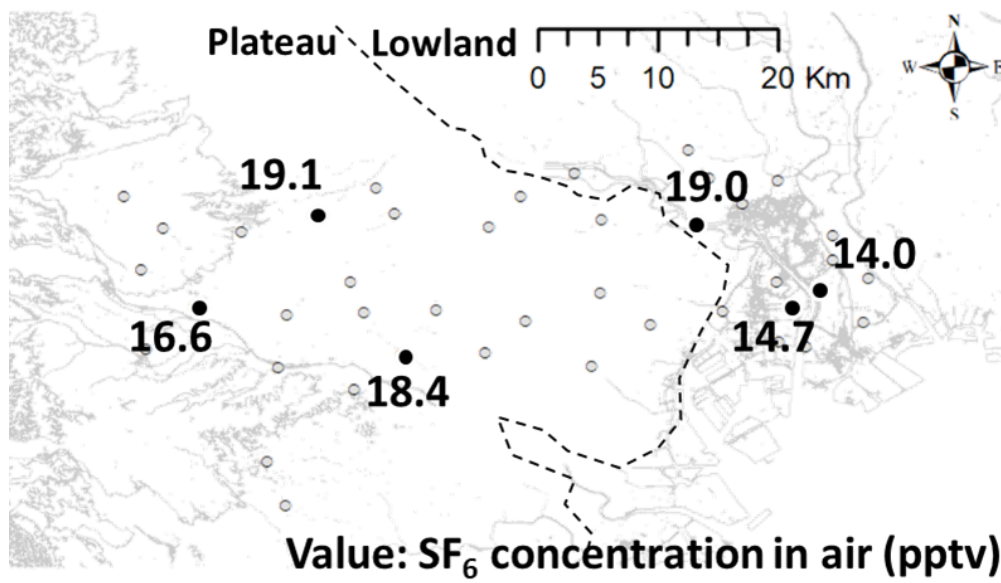 Plateau Lowland
0 5 10 20 Km
N
W E
S
19.1
19.0
14.0
16.6
14.7
18.4
Value: SF₆ concentration in air (pptv)